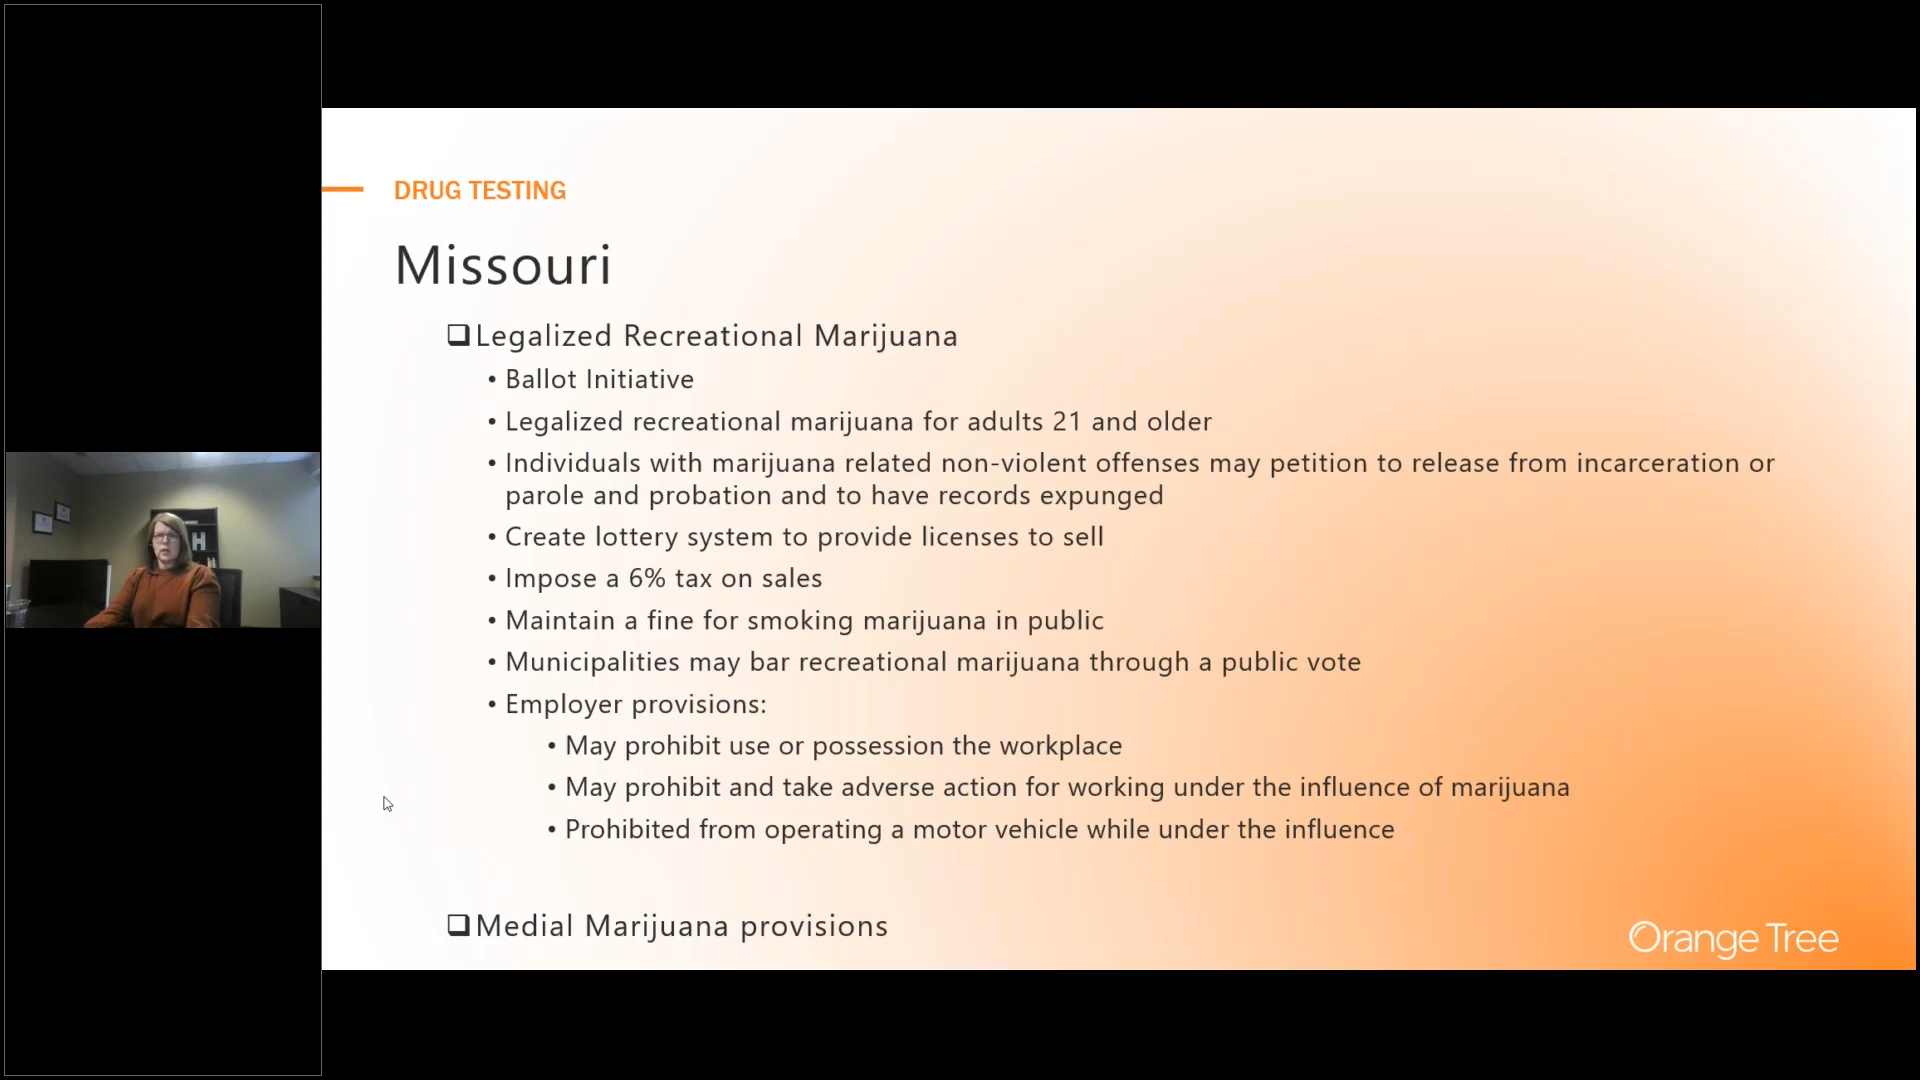 DRUG TESTING
Missouri
Legalized Recreational Marijuana
• Ballot Initiative
• Legalized recreational marijuana for adults 21 and older
• Individuals with marijuana related non-violent offenses may petition to release from incarceration or
parole and probation and to have records expunged
• Create lottery system to provide licenses to sell
• Impose a 6% tax on sales
• Maintain a fine for smoking marijuana in public
• Municipalities may bar recreational marijuana through a public vote
• Employer provisions:
• May prohibit use or possession the workplace
• May prohibit and take adverse action for working under the influence of marijuana
• Prohibited from operating a motor vehicle while under the influence
Medial Marijuana provisions
Orange Tree
H